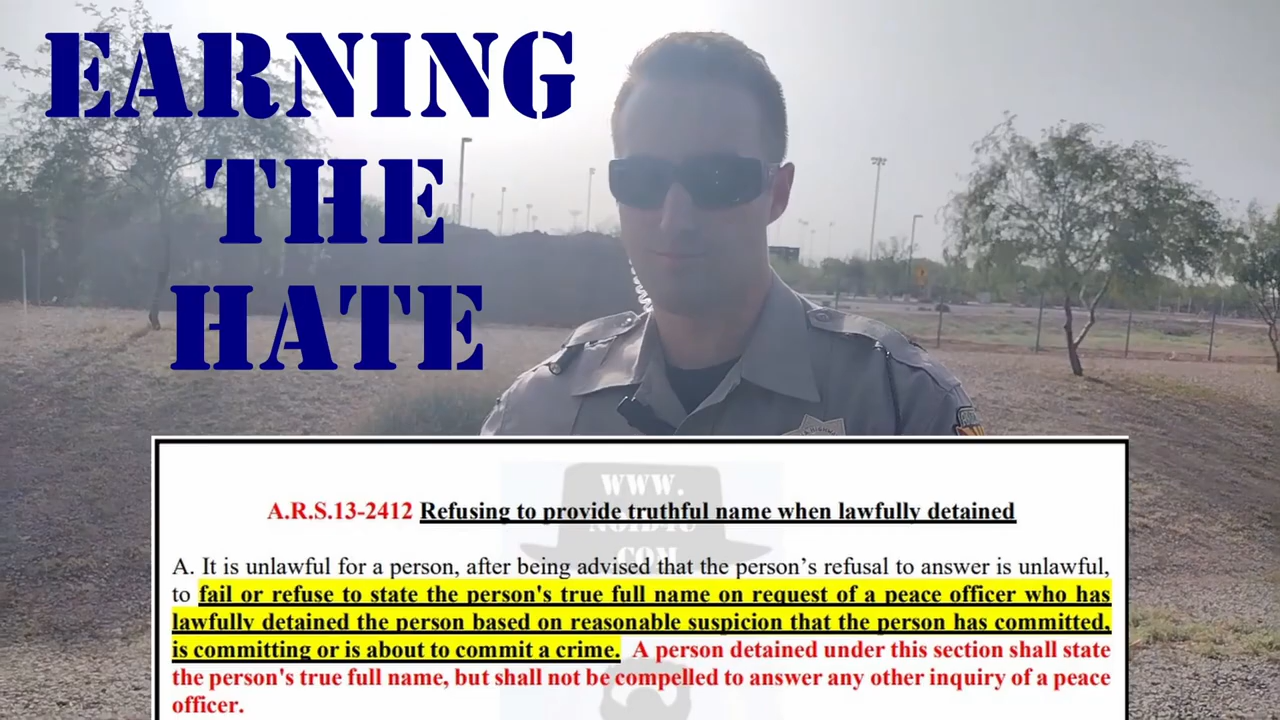 EARNING
THE
HATE
WWW.
COM
A.R.S.13-2412 Refusing to provide truthful name when lawfully detained
A. It is unlawful for a person, after being advised that the person's refusal to answer is unlawful,
to fail or refuse to state the person's true full name on request of a peace officer who has
lawfully detained the person based on reasonable suspicion that the person has committed,
is committing or is about to commit a crime. A person detained under this section shall state
the person's true full name, but shall not be compelled to answer any other inquiry of a peace
officer.